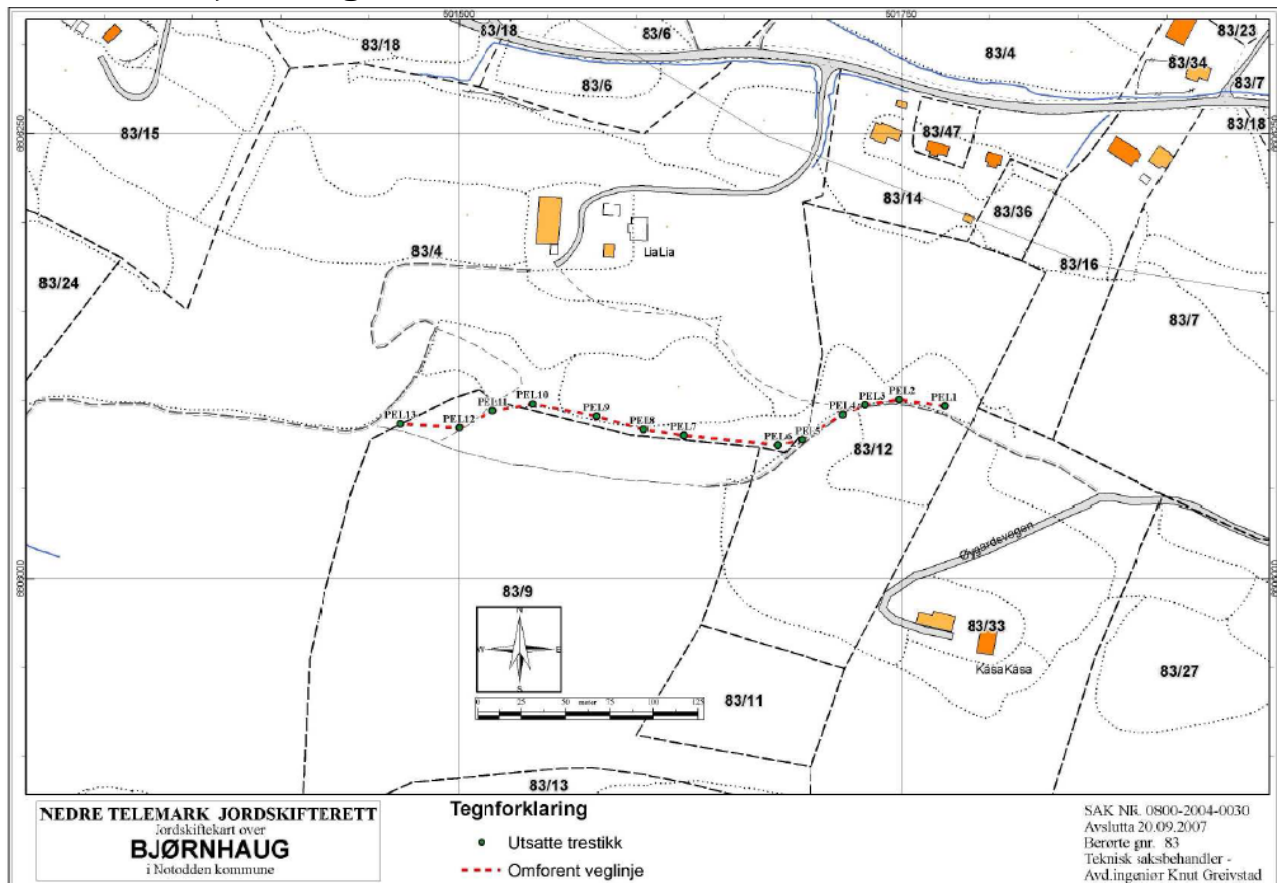 501500
501750
83/18
83/18
83/6
83/4
83/23
83/34
83/6
83/7
83/15
83/47
83/18
83/14
83/36
83/4
LiaLia
83/16
83/24
83/7
PEL13
PEL12
PEL11
PEL10
PEL9
PEL8
PEL7
PEL6
PEL5
PEL4
PEL3
PEL2
PEL1
83/12
Øygardsvegen
83/9
N
W E
S
0 25 50 meter 75 100 125
83/33
KåsaKåsa
83/11
83/27
83/13
NEDRE TELEMARK JORDSKIFTERETT
Jordskiftekart over
BJØRNHAUG
i Notodden kommune
Tegnforklaring
Utsatte trestikk
Omforent veglinje
SAK NR. 0800-2004-0030
Avslutta 20.09.2007
Berørte gnr. 83
Teknisk saksbehandler -
Avd.ingeniør Knut Greivstad